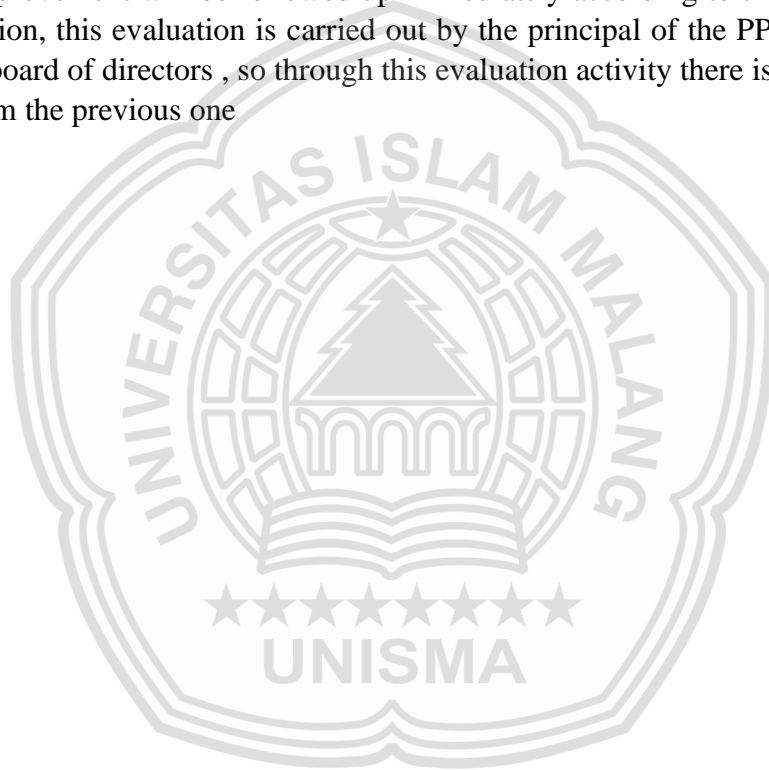 ion, this evaluation is carried out by the principal of the PP
board of directors , so through this evaluation activity there is
m the previous one
UNIVERSITAS ISLAM MALANG
UNISMA